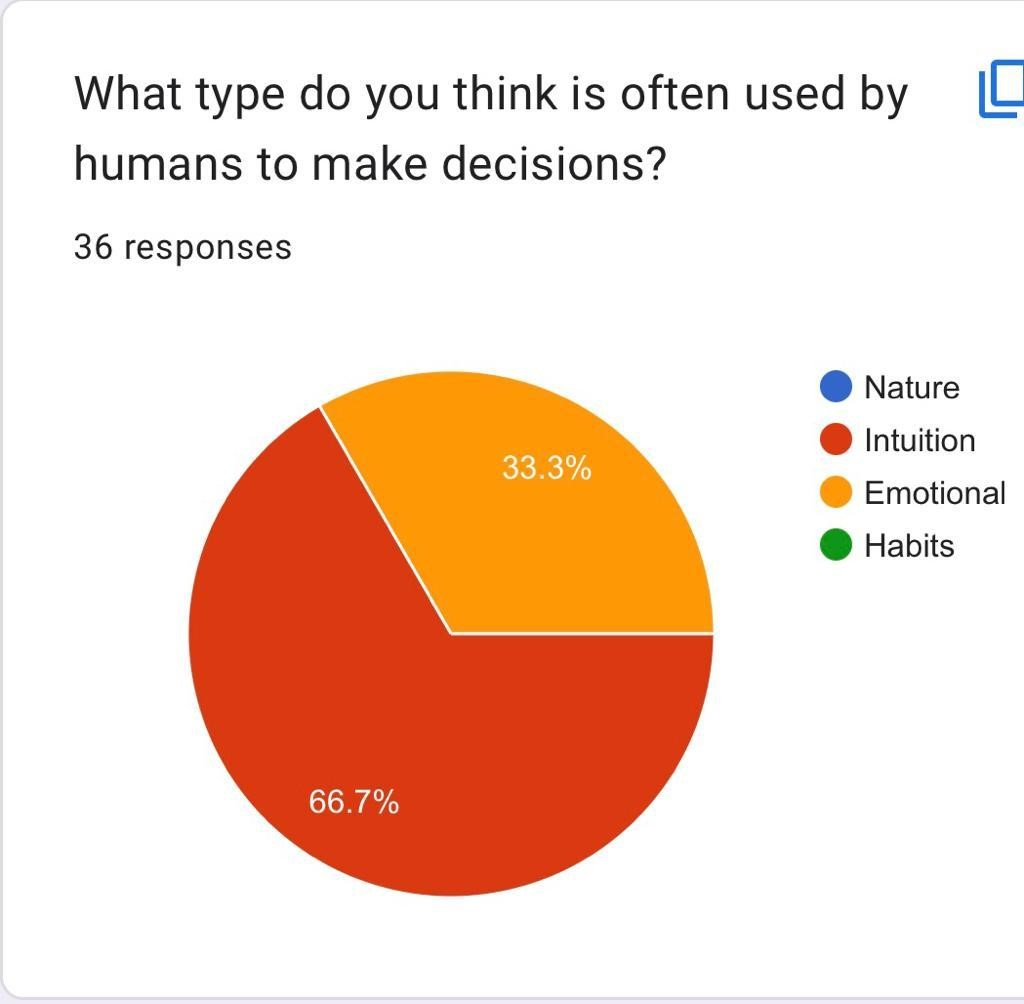 What type do you think is often used by
humans to make decisions?
36 responses
Nature
Intuition
Emotional
Habits
33.3%
66.7%